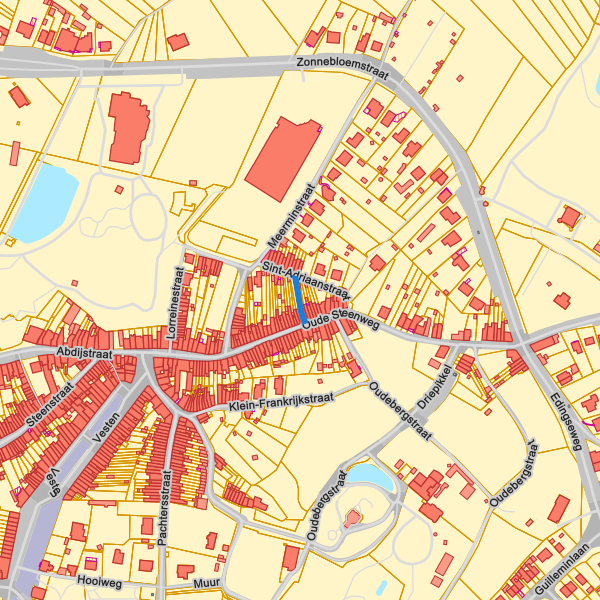 Zonnebloemstraat
Meerminstraat
Sint-Adriaanstraat
Lorreinestraat
Oude Steenweg
Abdijstraat
Steenstraat
Vesten
Vesten
Klein-Frankrijkstraat
Driepikkel
Oudebergstraat
Edingseweg
Pachtersstraat
Oudebergstraat
Oudebergstraat
Hooiweg
Muur
Guilleminlaan